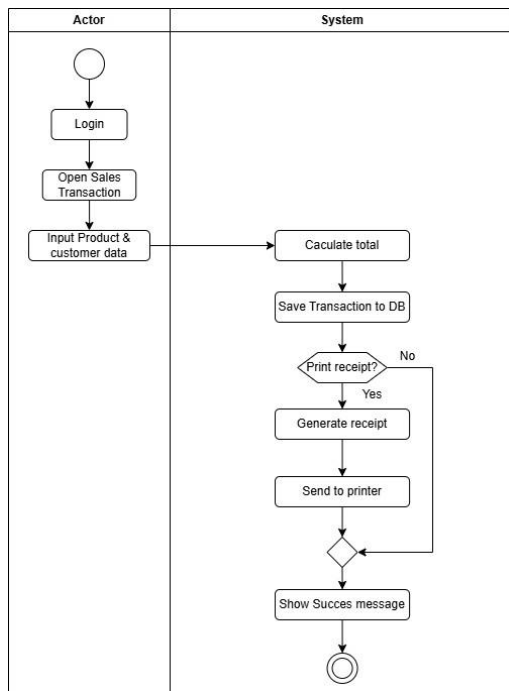 Actor
System
Login
Open Sales
Transaction
Input Product &
customer data
Caculate total
Save Transaction to DB
Print receipt?
No
Yes
Generate receipt
Send to printer
Show Succes message